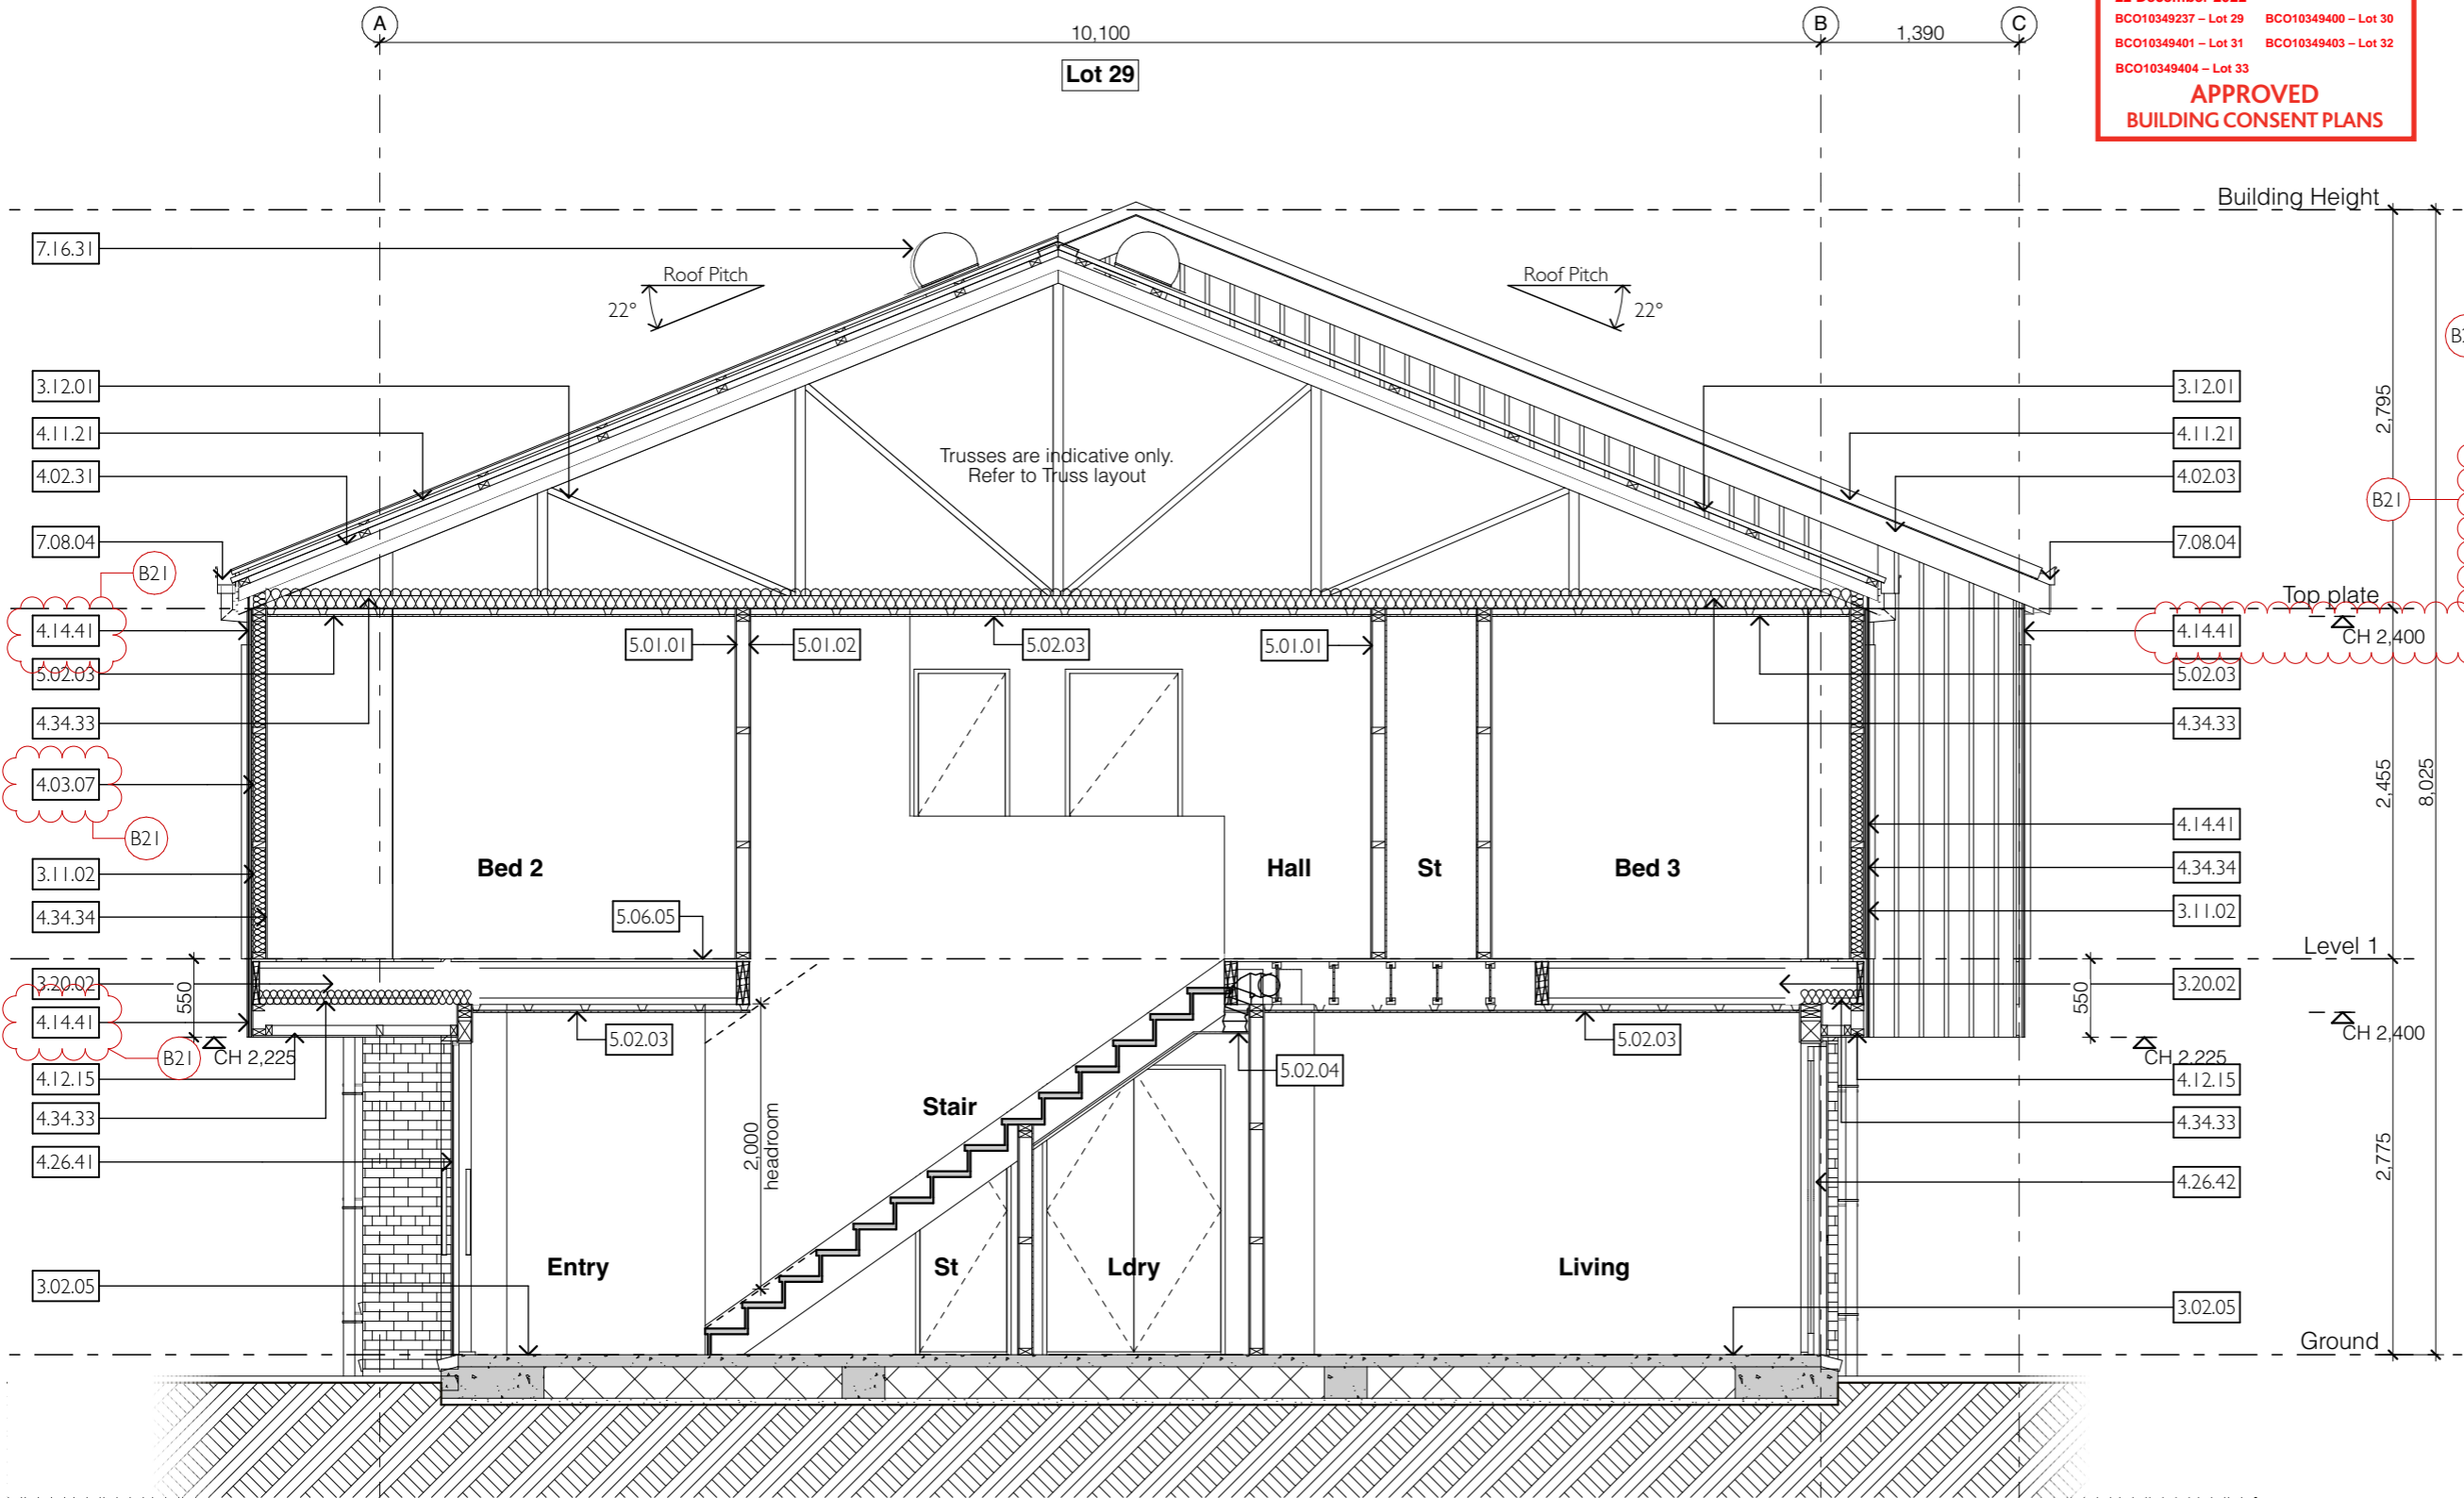 A
10,100
B
1,390
C
Lot 29
BCO10349237 – Lot 29 BCO10349400 – Lot 30
BCO10349401 – Lot 31 BCO10349403 – Lot 32
BCO10349404 – Lot 33
APPROVED
BUILDING CONSENT PLANS
Building Height
7.16.31
Roof Pitch
22°
Roof Pitch
22°
3.12.01
4.11.21
4.02.31
7.08.04
B21
4.14.41
5.02.03
4.34.33
4.03.07
B21
3.11.02
4.34.34
3.20.02
550
4.14.41
B21
CH 2,225
4.12.15
4.34.33
4.26.41
3.02.05
Trusses are indicative only.
Refer to Truss layout
5.01.01
5.01.02
5.02.03
5.01.01
Bed 2
Hall
St
Bed 3
5.06.05
5.02.03
5.02.04
5.02.03
Stair
2,000
headroom
Entry
St
Ldry
Living
3.12.01
4.11.21
4.02.03
7.08.04
Top plate
4.14.41
CH 2,400
5.02.03
4.34.33
4.14.41
4.34.34
3.11.02
Level 1
3.20.02
550
CH 2,400
CH 2,225
4.12.15
4.34.33
4.26.42
3.02.05
Ground
2,795
B21
2,455
8,025
2,775